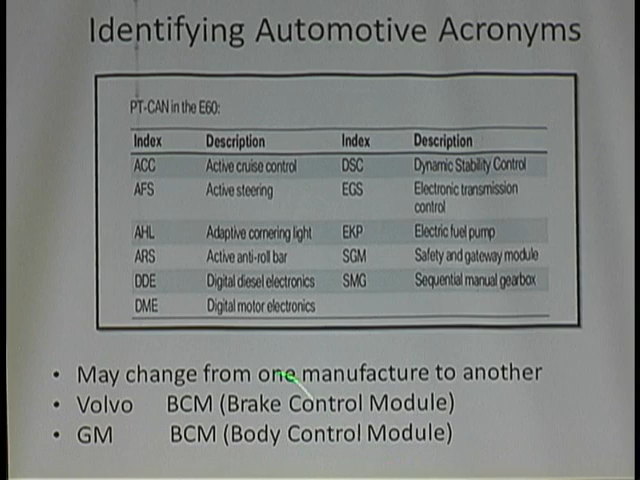 Identifying Automotive Acronyms
PT-CAN in the E60:
Index Description Index Description
ACC Active cruise control DSC Dynamic Stability Control
AFS Active steering EGS Electronic transmission
control
AHL Adaptive cornering light EKP Electric fuel pump
ARS Active anti-roll bar SGM Safety and gateway module
DDE Digital diesel electronics SMG Sequential manual gearbox
DME Digital motor electronics
• May change from one manufacture to another
• Volvo BCM (Brake Control Module)
• GM BCM (Body Control Module)